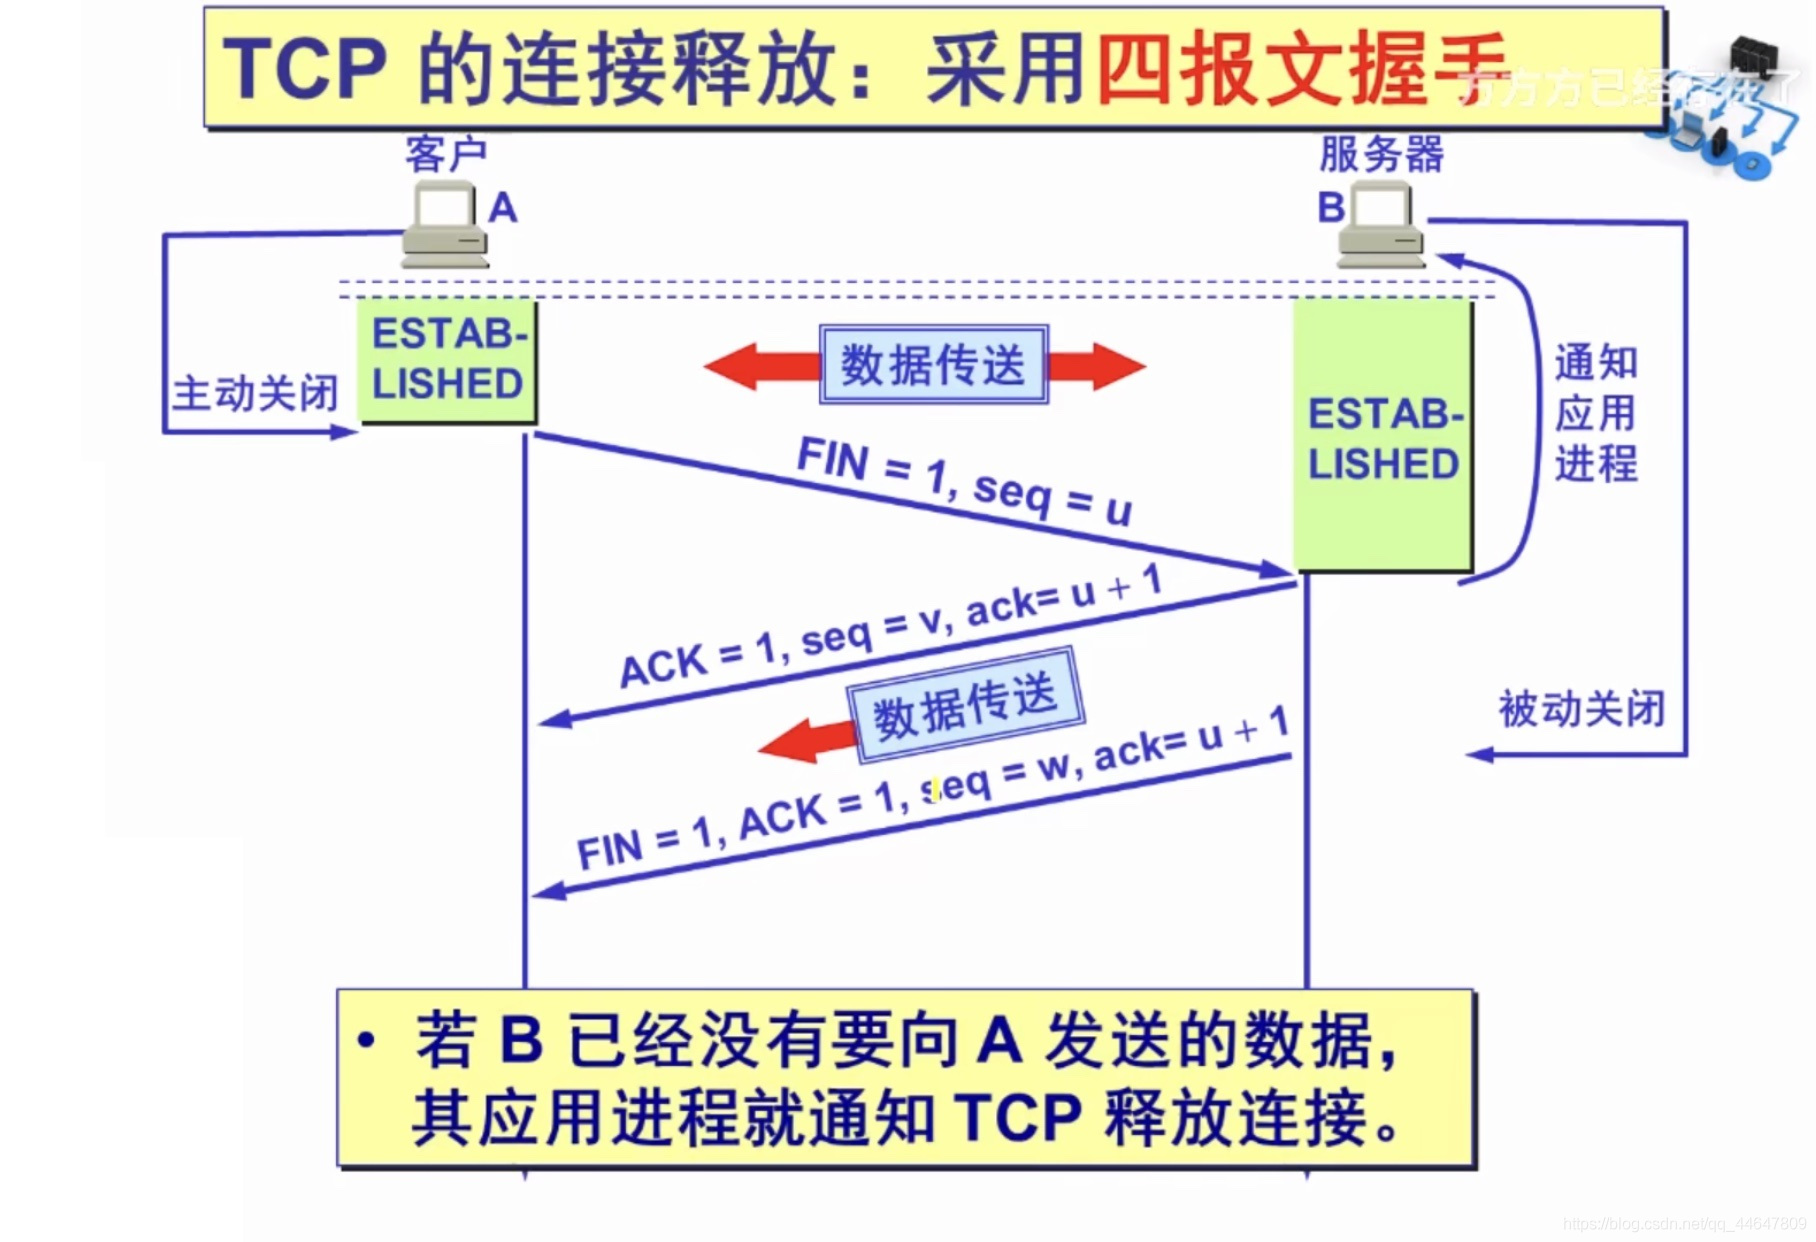 TCP 的连接释放：采用四报文握手
方方方已经存在了
客户
服务器
A
B
ESTAB-
LISHED
数据传送
ESTAB-
LISHED
通知
应用
进程
主动关闭
FIN = 1, seq = u
ACK = 1, seq = v, ack= u + 1
数据传送
被动关闭
FIN = 1, ACK = 1, seq = w, ack= u + 1
• 若 B 已经没有要向 A 发送的数据，
其应用进程就通知 TCP 释放连接。
https://blog.csdn.net/qq_44647809